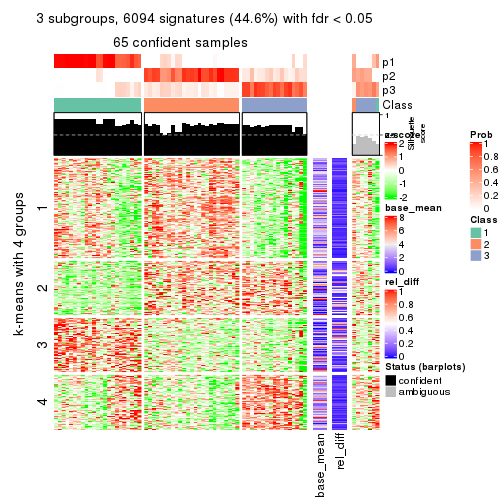 3 subgroups, 6094 signatures (44.6%) with fdr < 0.05
65 confident samples
p1
p2
p3
Class
1
Silhouette
score
k-means with 4 groups
1
2
3
4
base_mean
rel_diff
z-score
2
1
0
-1
-2
base_mean
8
6
4
2
0
rel_diff
1
0.8
0.6
0.4
0.2
0
Status (barplots)
confident
ambiguous
Prob
1
0.8
0.6
0.4
0.2
0
Class
1
2
3